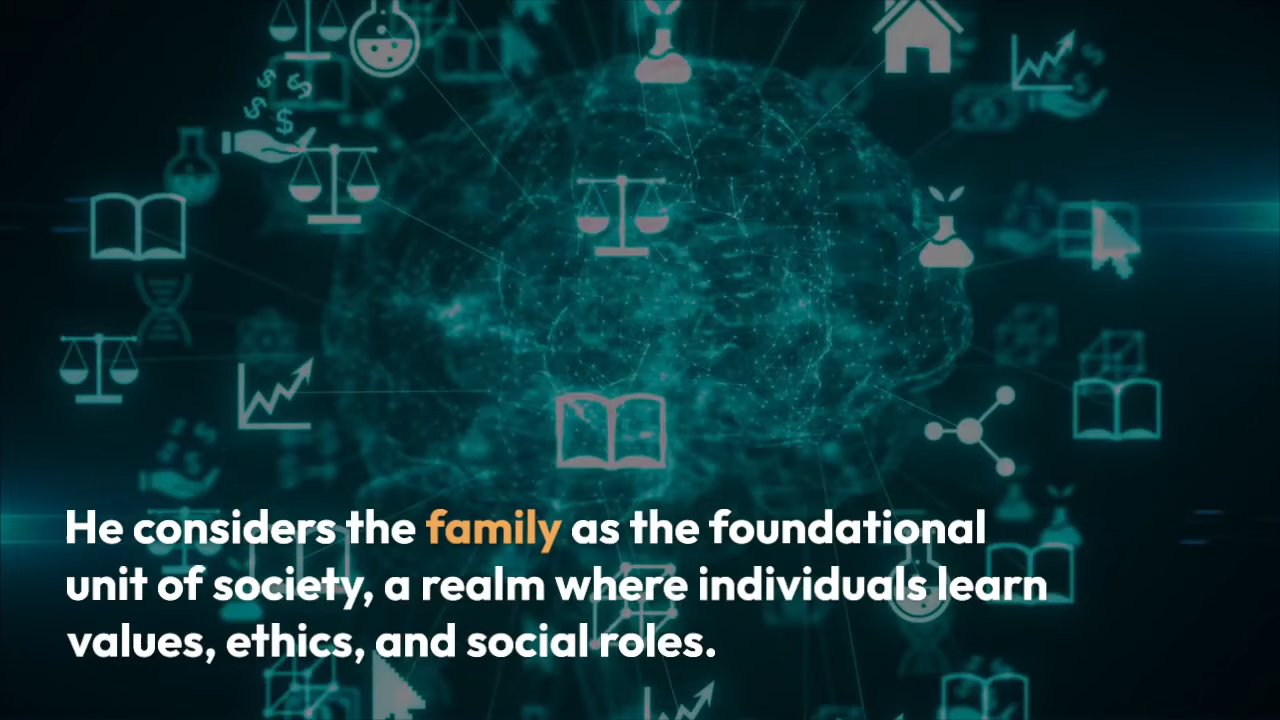 He considers the family as the foundational
unit of society, a realm where individuals learn
values, ethics, and social roles.